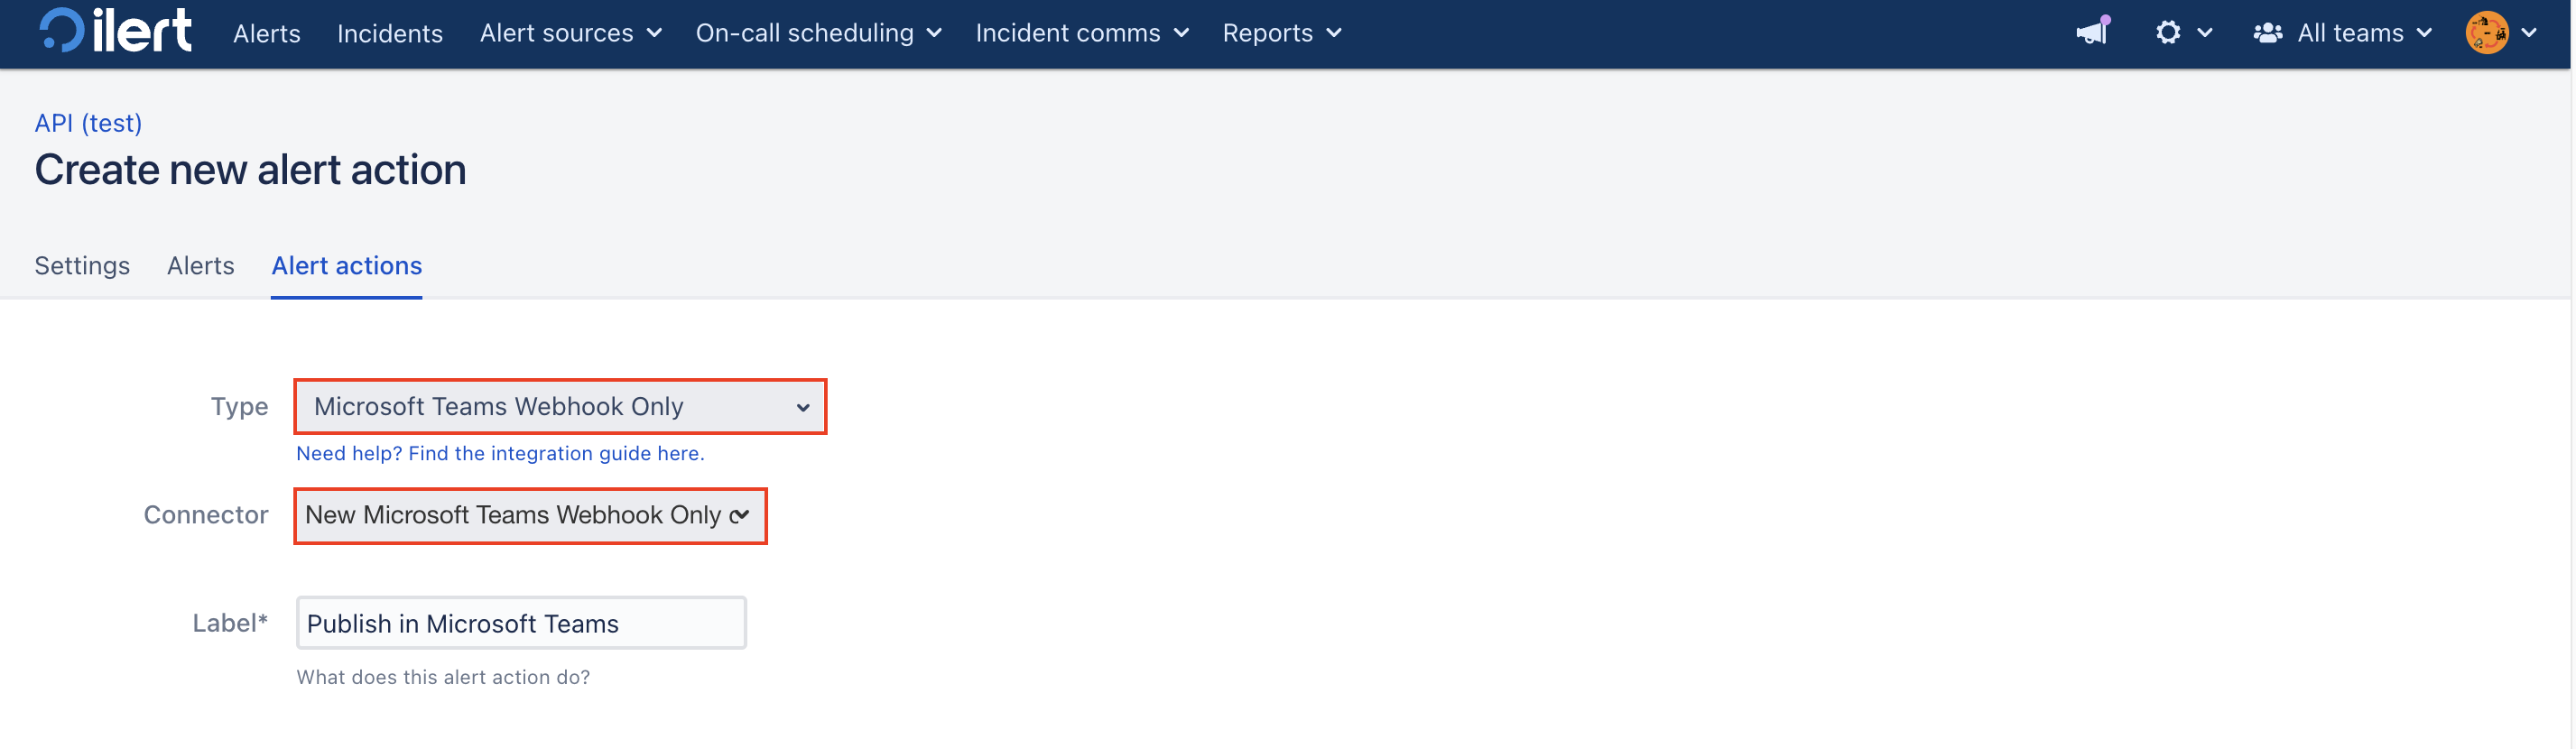 ilert Alerts Incidents Alert sources On-call scheduling Incident comms Reports All teams
API (test)
Create new alert action
Settings Alerts Alert actions
Type Microsoft Teams Webhook Only
Need help? Find the integration guide here.
Connector New Microsoft Teams Webhook Only
Label* Publish in Microsoft Teams
What does this alert action do?